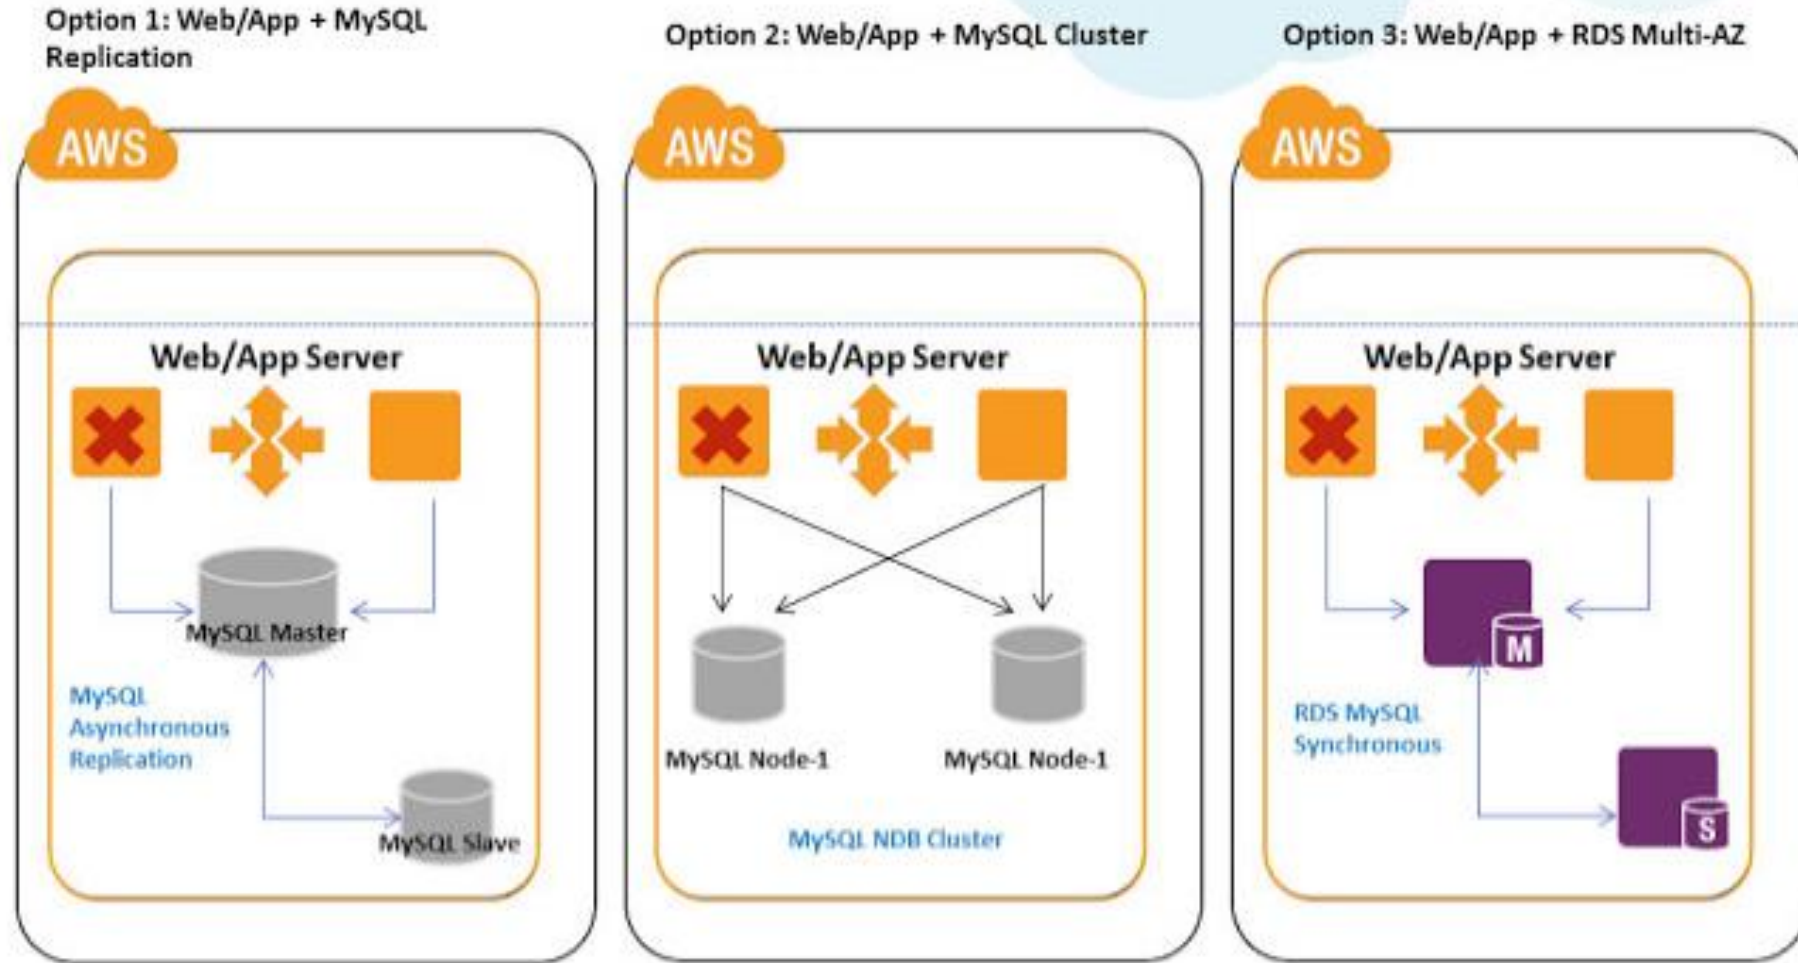 Option 1: Web/App + MySQL
Replication
AWS
Web/App Server
MySQL Master
MySQL
Asynchronous
Replication
MySQL Slave
Option 2: Web/App + MySQL Cluster
AWS
Web/App Server
MySQL Node-1
MySQL Node-1
MySQL NDB Cluster
Option 3: Web/App + RDS Multi-AZ
AWS
Web/App Server
M
RDS MySQL
Synchronous
S